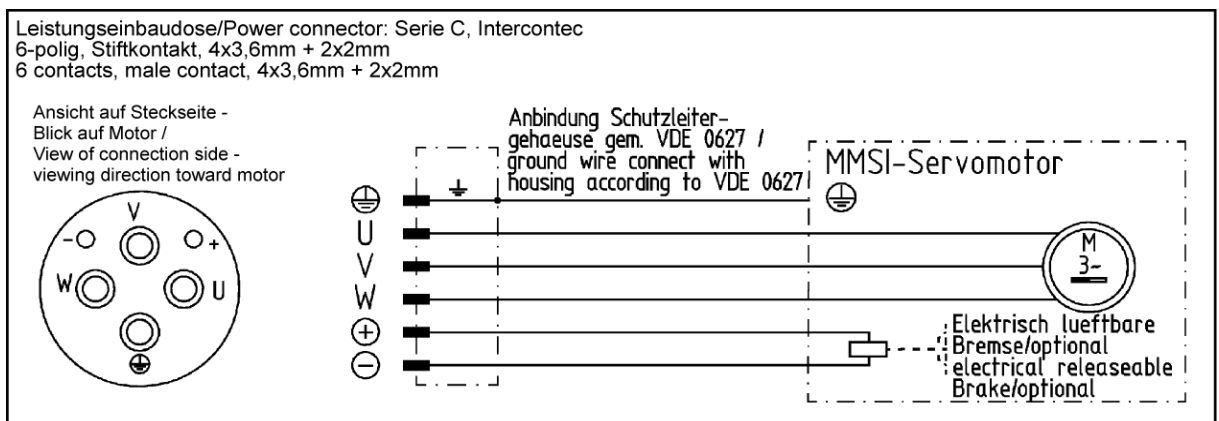 Leistungseinbaudose/Power connector: Serie C, Intercontec
6-polig, Stiftkontakt, 4x3,6mm + 2x2mm
6 contacts, male contact, 4x3,6mm + 2x2mm
Ansicht auf Steckseite -
Blick auf Motor /
View of connection side -
viewing direction toward motor
V
- +
W U
Anbindung Schutzleiter-
gehaeuse gem. VDE 0627 /
ground wire connect with
housing according to VDE 0627
U
V
W
+
-
MMSI-Servomotor
M
3~
Elektrisch lueftbare
Bremse/optional
electrical releaseable
Brake/optional